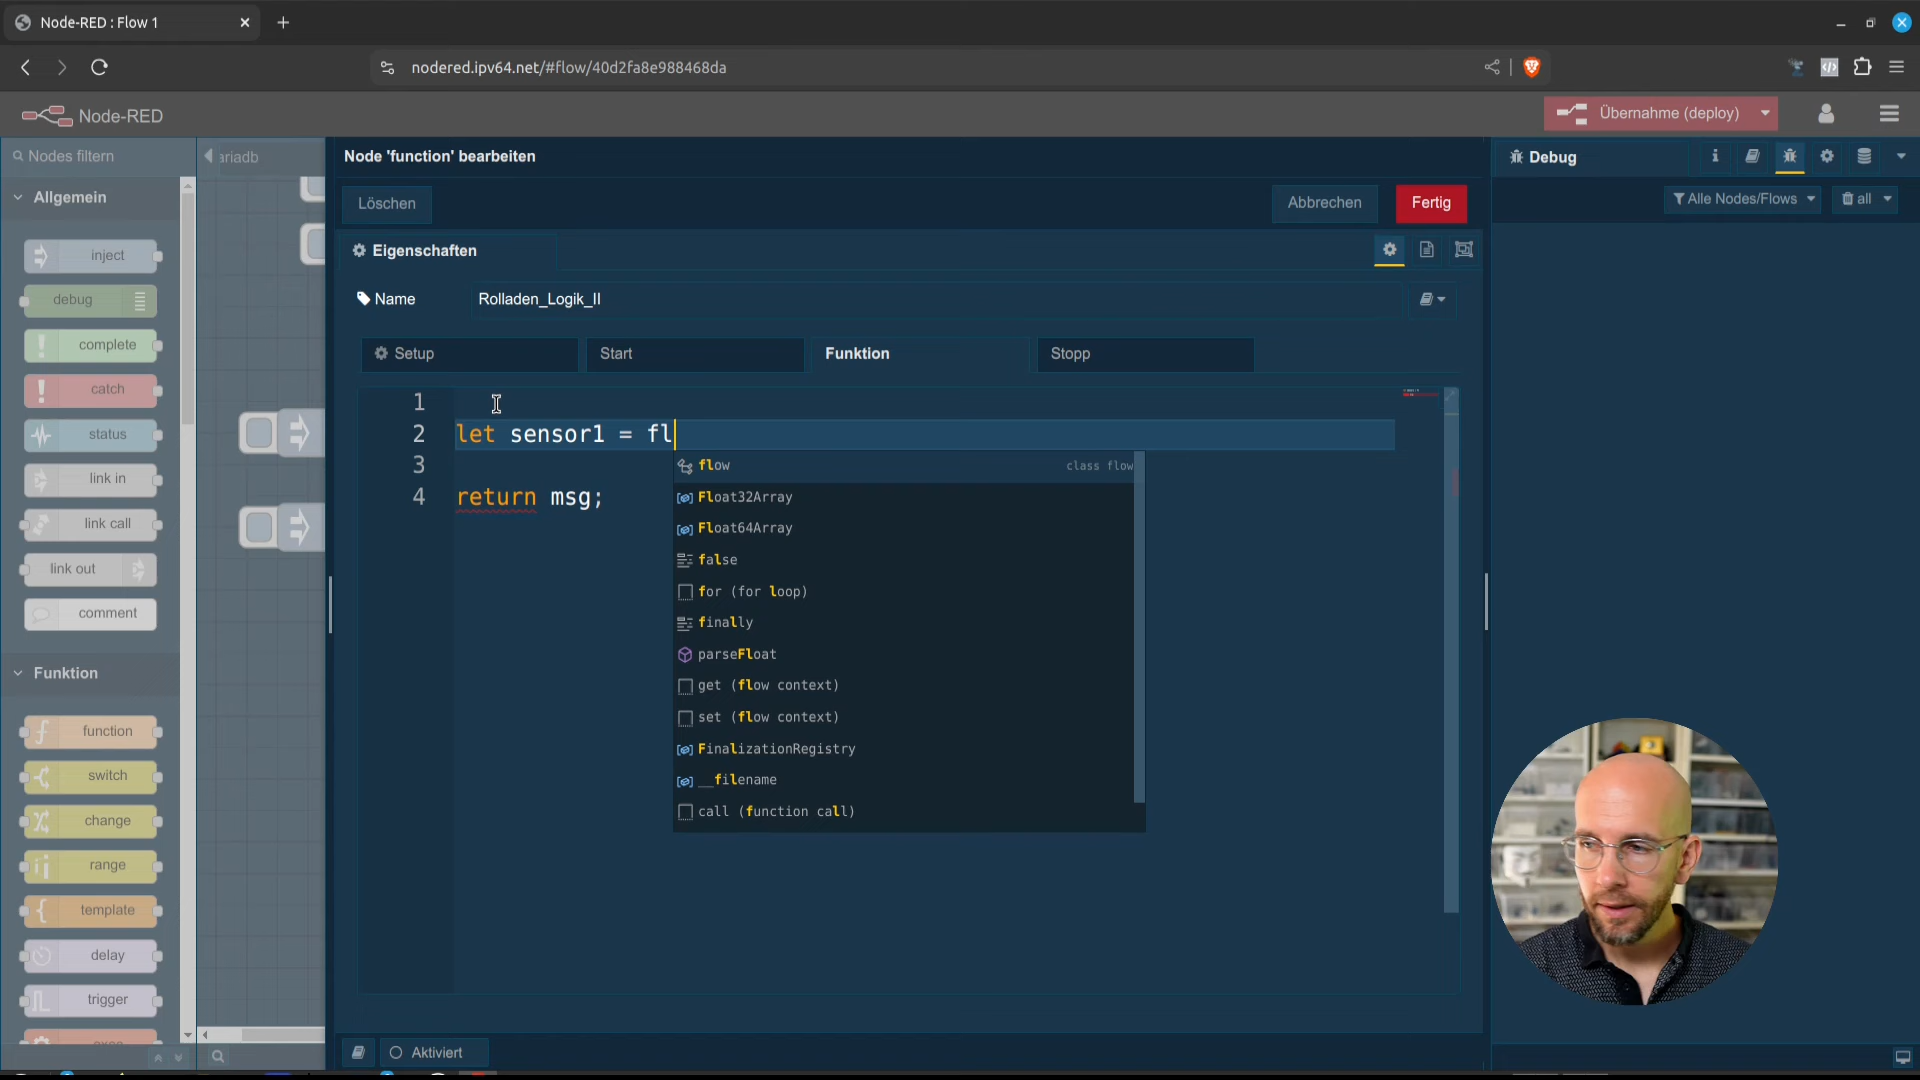 Node-RED : Flow 1
nodered.ipv64.net/#flow/40d2fa8e988468da
Node-RED
Übernahme (deploy)
Nodes filtern
ariadb
Node 'function' bearbeiten
Debug
Allgemein
Löschen
Abbrechen
Fertig
Alle Nodes/Flows
all
inject
Eigenschaften
debug
Name
Rolladen_Logik_II
complete
Setup
Start
Funktion
Stopp
catch
1
status
2
let sensor1 = fl
link in
3
flow
class flow
4
return msg;
Float32Array
link call
Float64Array
link out
false
for (for loop)
comment
finally
parseFloat
Funktion
get (flow context)
set (flow context)
function
FinalizationRegistry
switch
__filename
change
call (function call)
range
template
delay
trigger
exec
Aktiviert